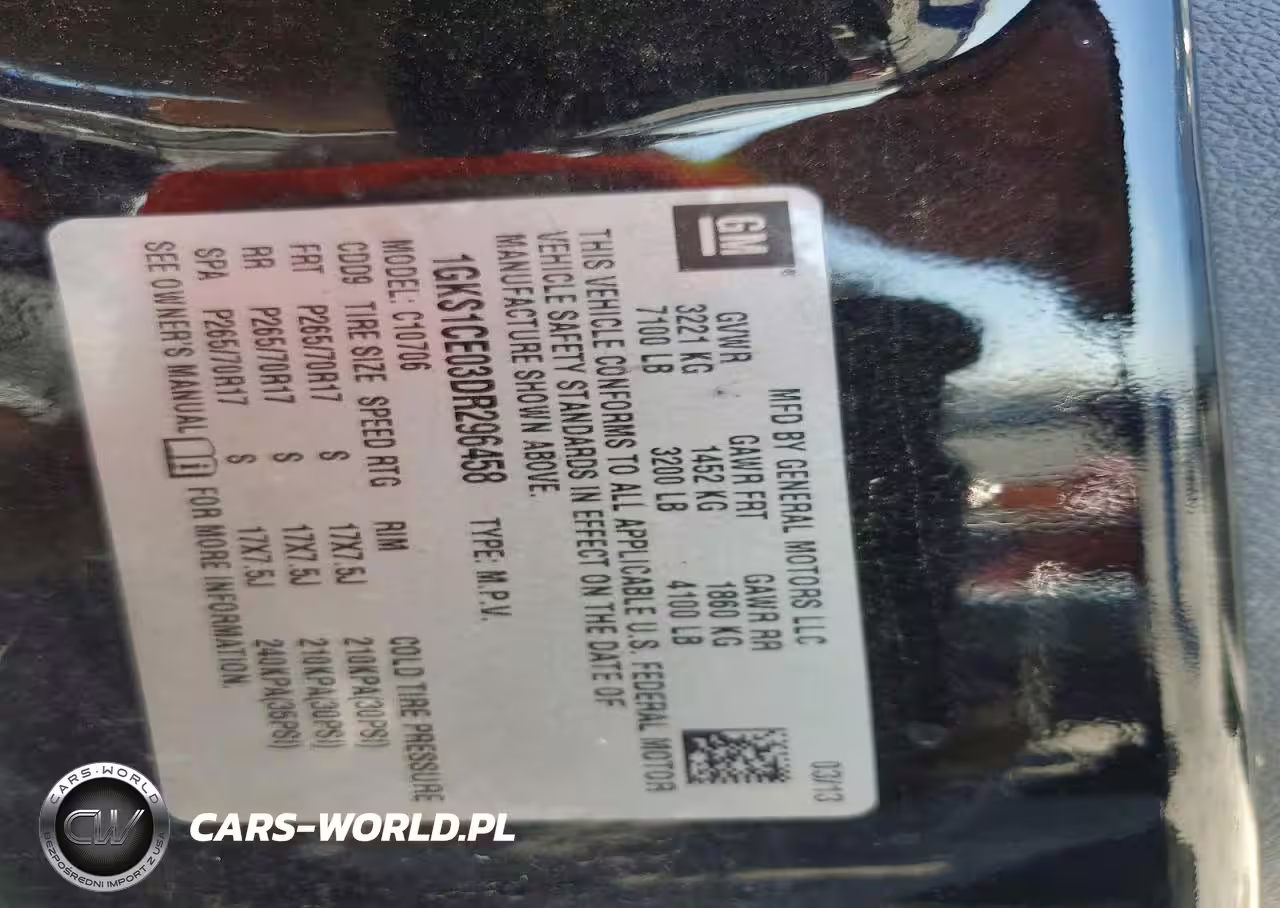 GM
MFD BY GENERAL MOTORS LLC 03/13
GVWR GAWR FRT GAWR RR
3221 KG 1452 KG 1860 KG
7100 LB 3200 LB 4100 LB
THIS VEHICLE CONFORMS TO ALL APPLICABLE U.S. FEDERAL MOTOR
VEHICLE SAFETY STANDARDS IN EFFECT ON THE DATE OF
MANUFACTURE SHOWN ABOVE.
1GKS1CE03DR296458 TYPE: M.P.V.
MODEL: C10706
CDD9 TIRE SIZE SPEED RTG RIM COLD TIRE PRESSURE
FRT P265/70R17 S 17X7.5J 210KPA(30PSI)
RR P265/70R17 S 17X7.5J 210KPA(30PSI)
SPA P265/70R17 S 17X7.5J 240KPA(35PSI)
SEE OWNER'S MANUAL i FOR MORE INFORMATION.
CARS-WORLD
CW
BEZPOŚREDNI IMPORT Z USA
CARS-WORLD.PL